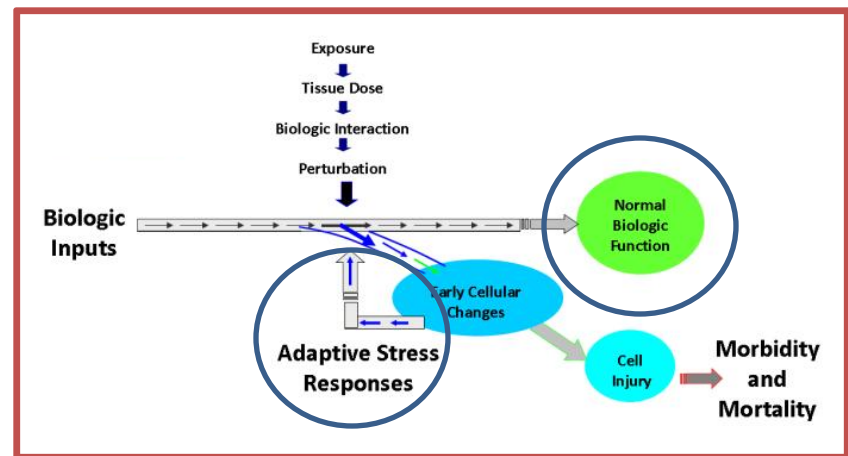 Exposure
Tissue Dose
Biologic Interaction
Perturbation
Biologic
Inputs
Normal
Biologic
Function
Early Cellular
Changes
Adaptive Stress
Responses
Cell
Injury
Morbidity
and
Mortality